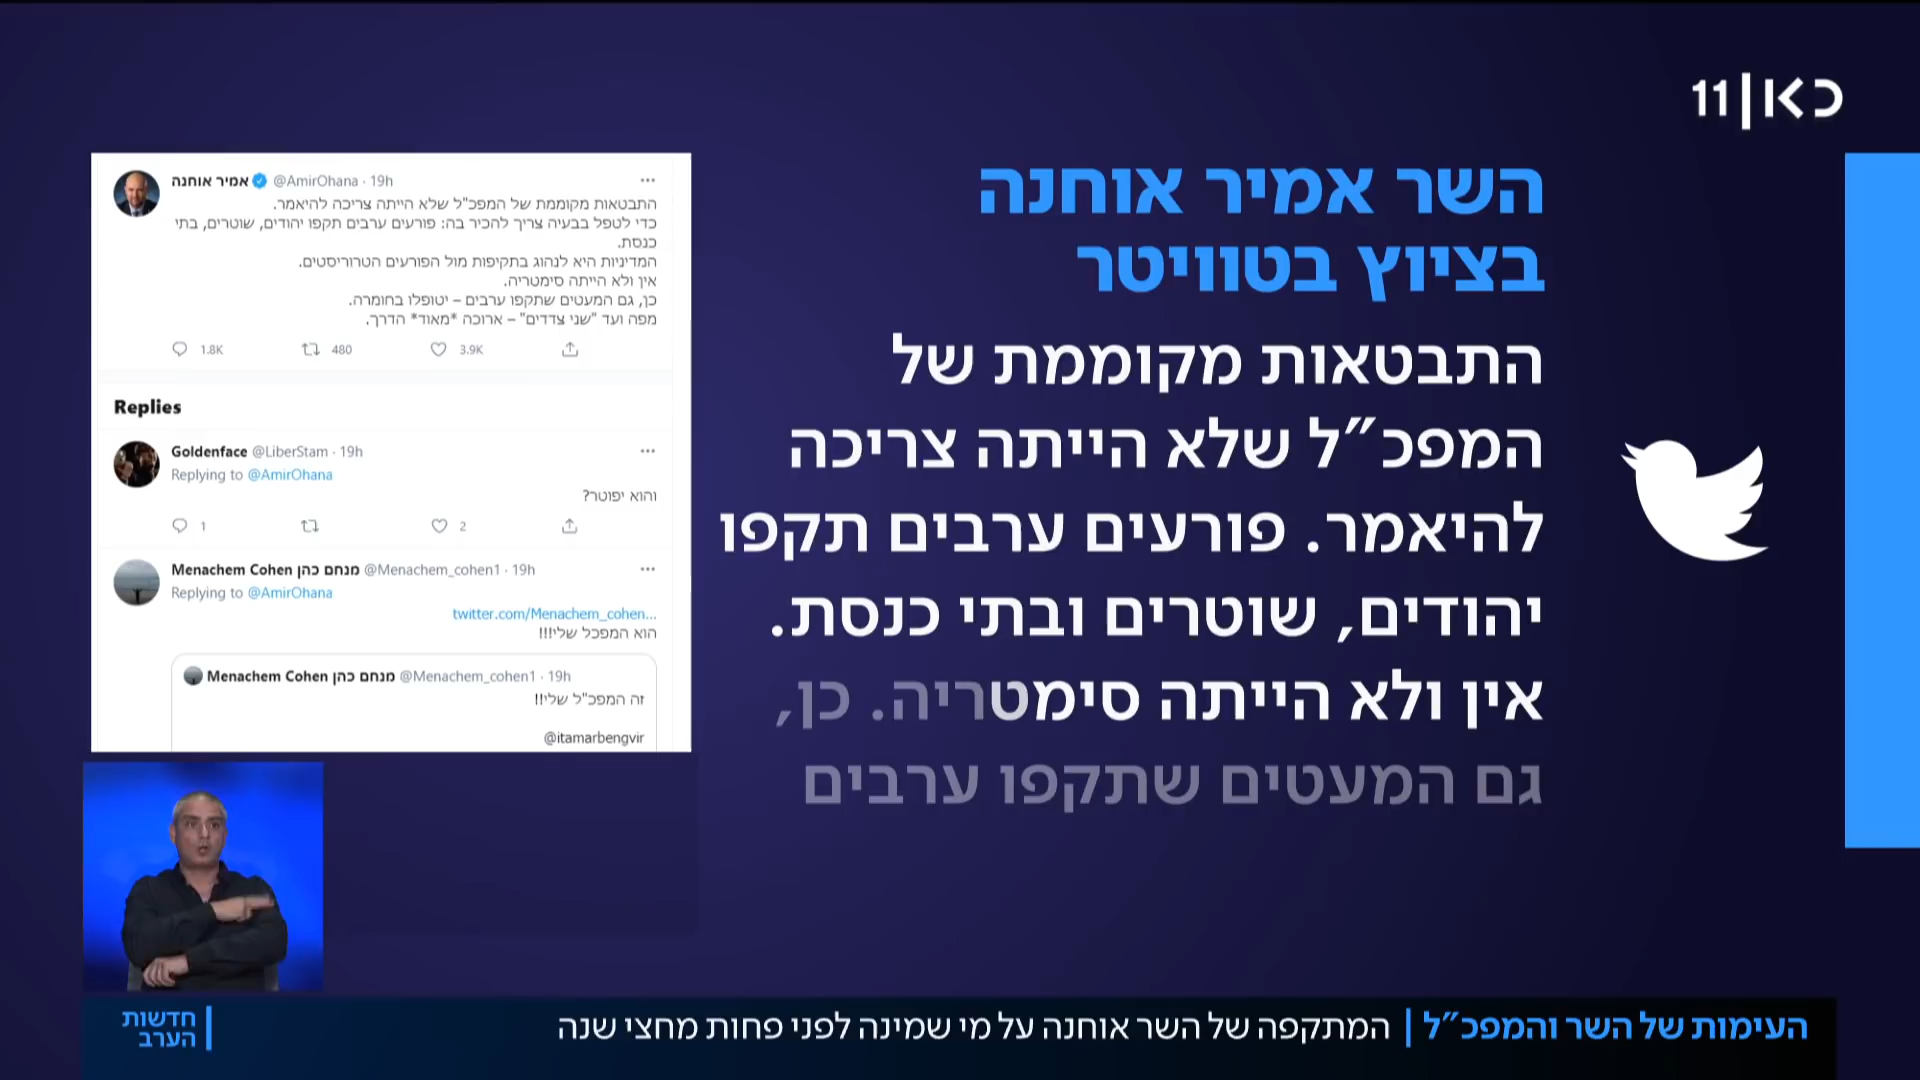 כאן|11
השר אמיר אוחנה
בציוץ בטוויטר
התבטאות מקוממת של
המפכ״ל שלא הייתה צריכה
להיאמר. פורעים ערבים תקפו
יהודים, שוטרים ובתי כנסת.
אין ולא הייתה סימטריה. כן,
גם המעטים שתקפו ערבים
אמיר אוחנה @AmirOhana · 19h
התבטאות מקוממת של המפכ"ל שלא הייתה צריכה להיאמר.
כדי לטפל בבעיה צריך להכיר בה: פורעים ערבים תקפו יהודים, שוטרים, בתי
כנסת.
המדיניות היא לנהוג בתקיפות מול הפורעים הטרוריסטים.
אין ולא הייתה סימטריה.
כן, גם המעטים שתקפו ערבים – יטופלו בחומרה.
מפה ועד "שני צדדים" – ארוכה *מאוד* הדרך.
1.8K 480 3.9K
Replies
Goldenface @LiberStam · 19h
Replying to @AmirOhana
והוא יפוטר?
1 2
Menachem Cohen מנחם כהן @Menachem_cohen1 · 19h
Replying to @AmirOhana
twitter.com/Menachem_cohen...
הוא המפכל שלי!!!
Menachem Cohen מנחם כהן @Menachem_cohen1 · 19h
זה המפכ"ל שלי!!
@itamarbengvir
העימות של השר והמפכ״ל | המתקפה של השר אוחנה על מי שמינה לפני פחות מחצי שנה
חדשות
הערב